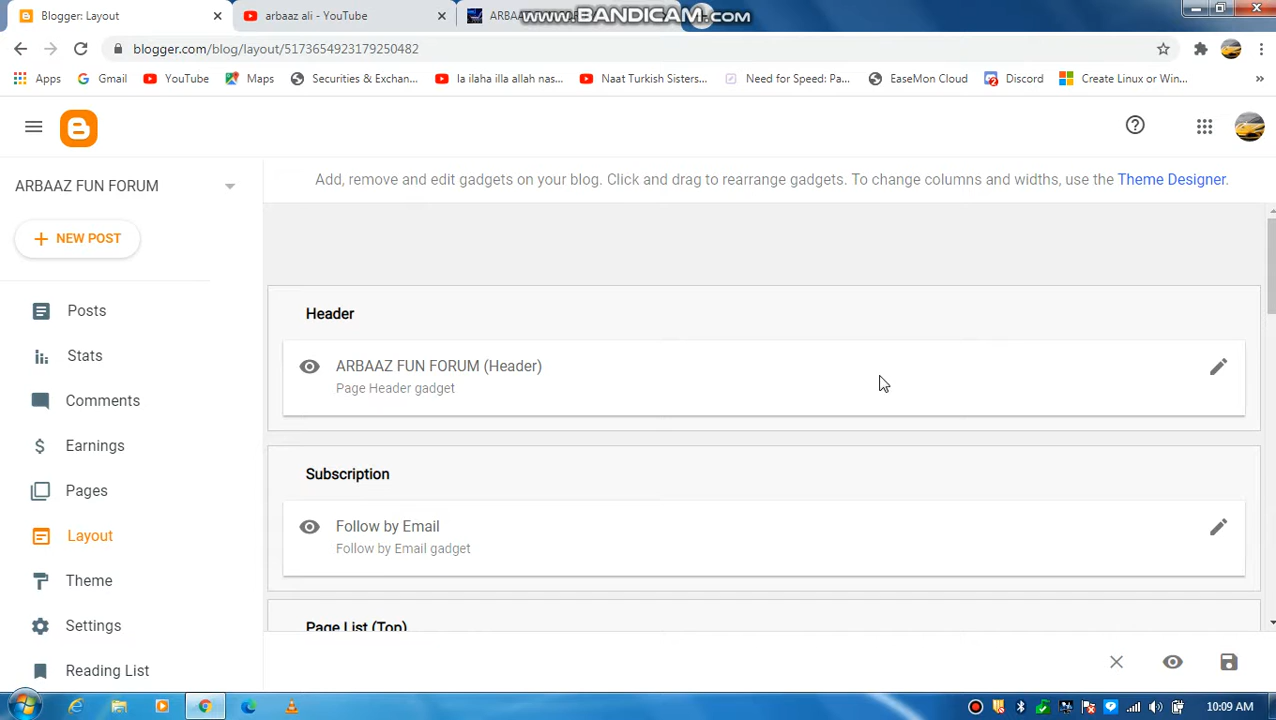 Blogger: Layout
arbaaz ali - YouTube
ARBAAZ
www.BANDICAM.com
blogger.com/blog/layout/5173654923179250482
Apps
Gmail
YouTube
Maps
Securities & Exchan...
la ilaha illa allah nas...
Naat Turkish Sisters...
Need for Speed: Pa...
EaseMon Cloud
Discord
Create Linux or Win...
»
ARBAAZ FUN FORUM
Add, remove and edit gadgets on your blog. Click and drag to rearrange gadgets. To change columns and widths, use the Theme Designer.
+ NEW POST
Posts
Stats
Comments
Earnings
Pages
Layout
Theme
Settings
Reading List
Header
ARBAAZ FUN FORUM (Header)
Page Header gadget
Subscription
Follow by Email
Follow by Email gadget
Page List (Top)
10:09 AM